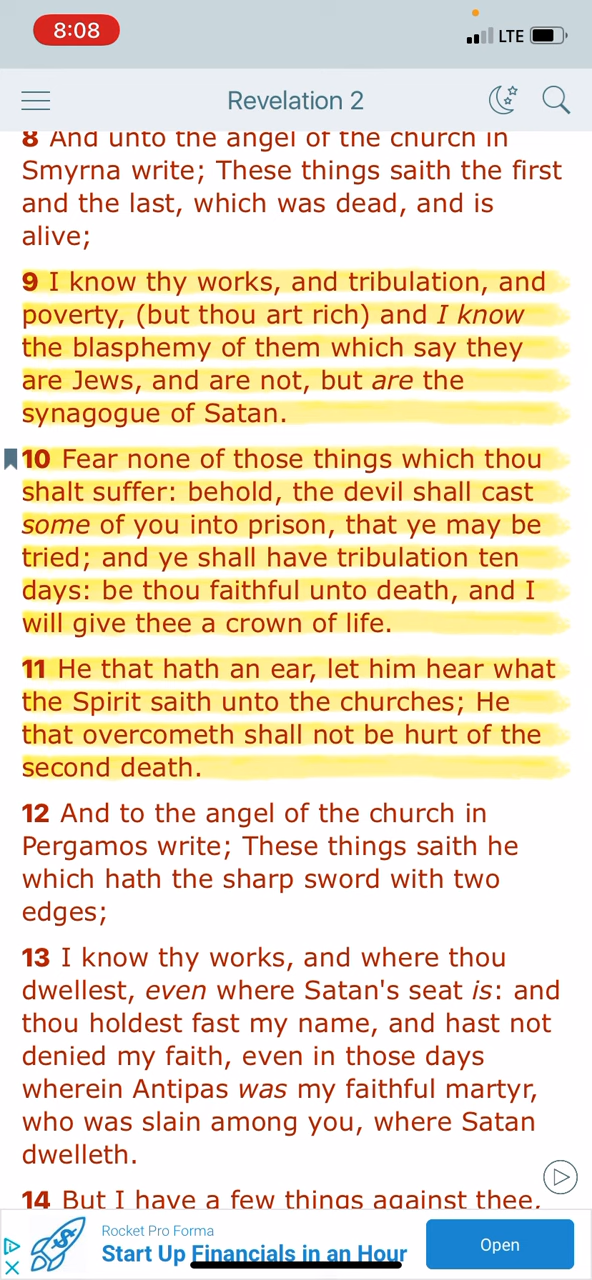 8:08
LTE
Revelation 2
8 And unto the angel of the church in
Smyrna write; These things saith the first
and the last, which was dead, and is
alive;
9 I know thy works, and tribulation, and
poverty, (but thou art rich) and I know
the blasphemy of them which say they
are Jews, and are not, but are the
synagogue of Satan.
10 Fear none of those things which thou
shalt suffer: behold, the devil shall cast
some of you into prison, that ye may be
tried; and ye shall have tribulation ten
days: be thou faithful unto death, and I
will give thee a crown of life.
11 He that hath an ear, let him hear what
the Spirit saith unto the churches; He
that overcometh shall not be hurt of the
second death.
12 And to the angel of the church in
Pergamos write; These things saith he
which hath the sharp sword with two
edges;
13 I know thy works, and where thou
dwellest, even where Satan's seat is: and
thou holdest fast my name, and hast not
denied my faith, even in those days
wherein Antipas was my faithful martyr,
who was slain among you, where Satan
dwelleth.
14 But I have a few things against thee,
Rocket Pro Forma
Start Up Financials in an Hour
Open